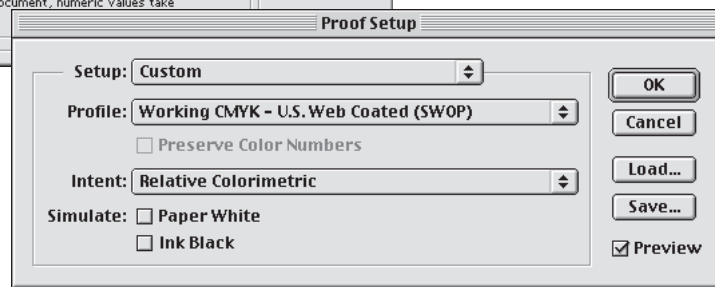 ocument, numeric values take
Proof Setup
Setup: Custom
Profile: Working CMYK - U.S. Web Coated (SWOP)
Preserve Color Numbers
Intent: Relative Colorimetric
Simulate: Paper White
Ink Black
OK
Cancel
Load...
Save...
Preview